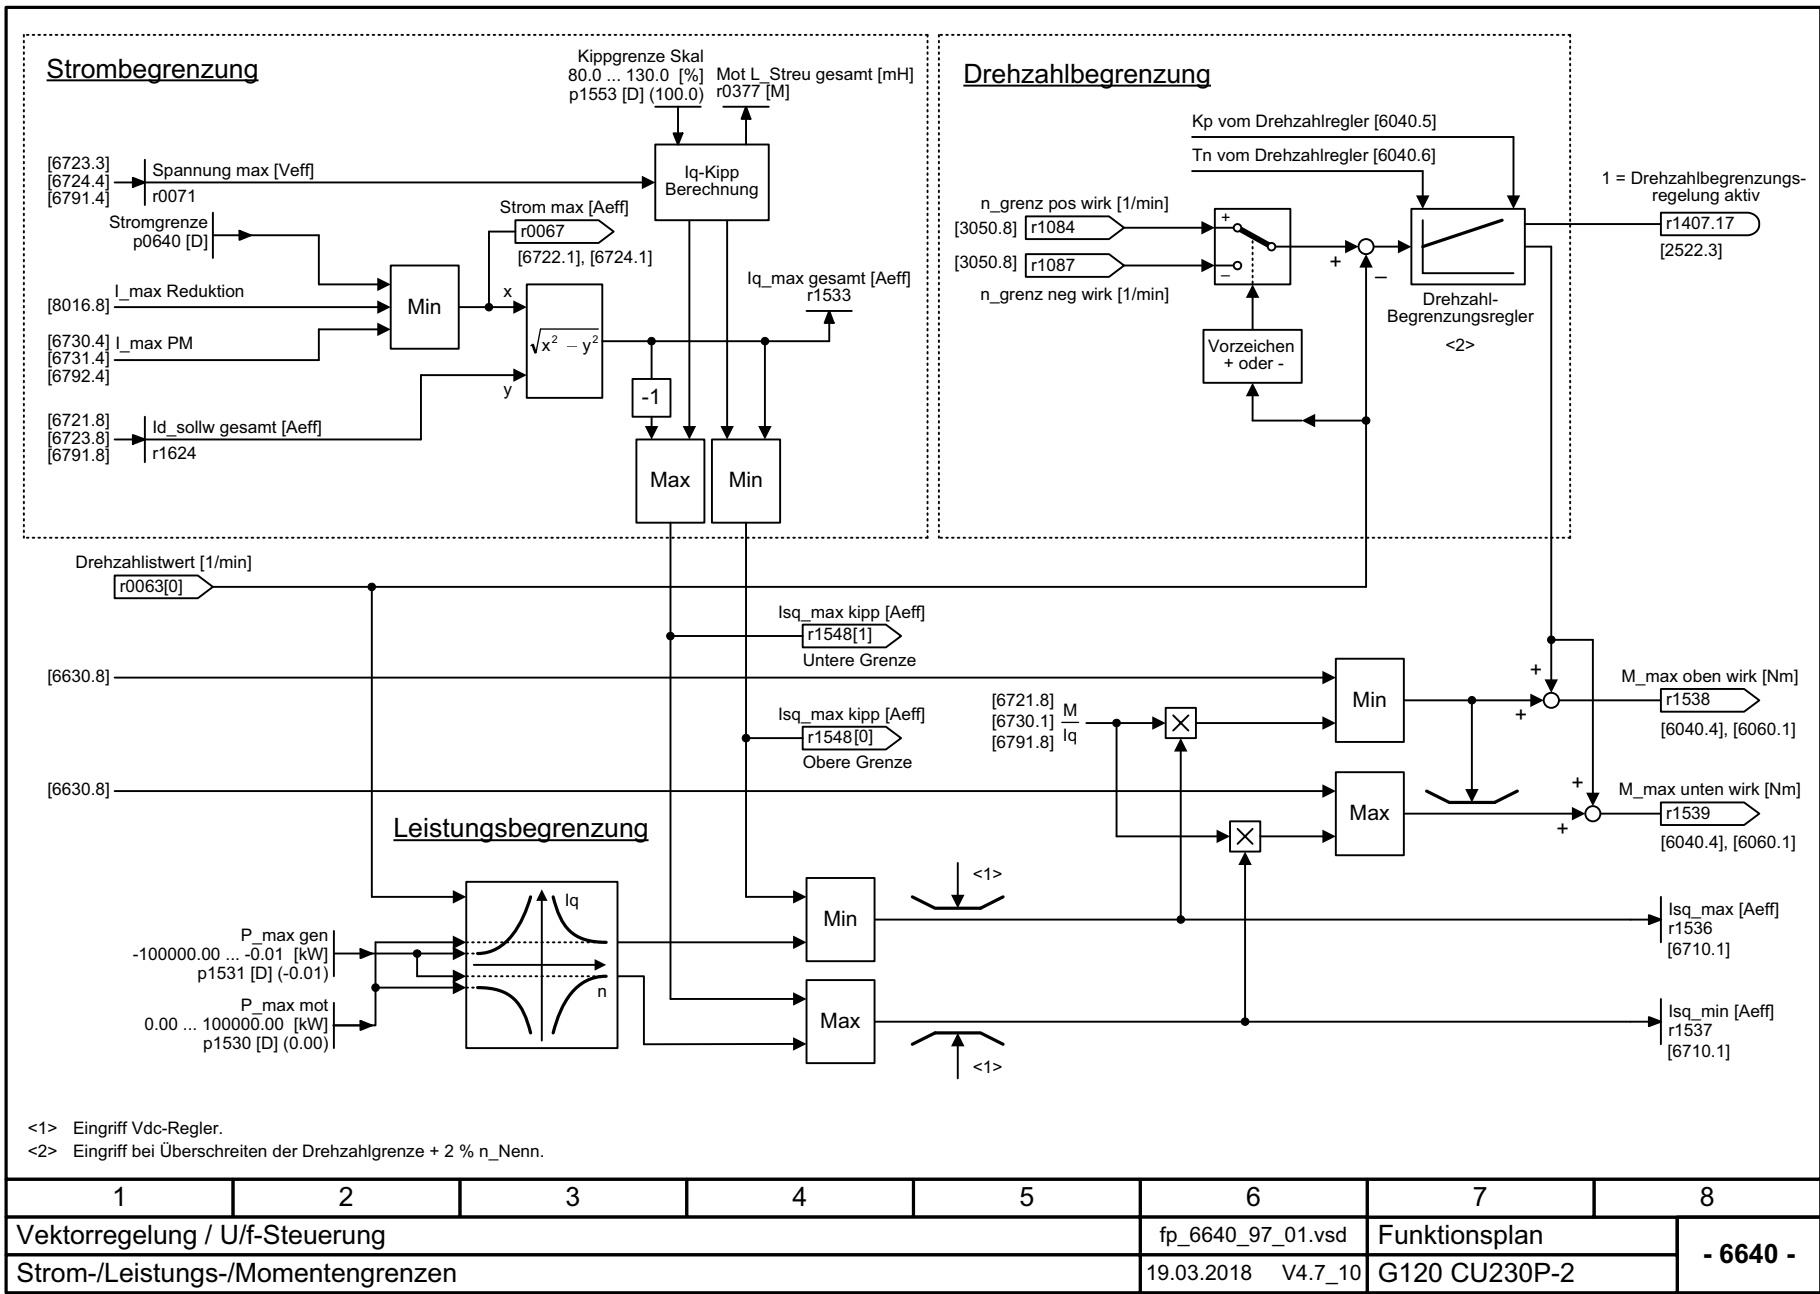 Strombegrenzung
Kippgrenze Skal
80.0 ... 130.0 [%]
p1553 [D] (100.0)
Mot L_Streu gesamt [mH]
r0377 [M]
[6723.3]
[6724.4]
[6791.4]
Spannung max [Veff]
r0071
Iq-Kipp
Berechnung
Stromgrenze
p0640 [D]
Strom max [Aeff]
r0067
[6722.1], [6724.1]
Iq_max gesamt [Aeff]
r1533
[8016.8]
I_max Reduktion
[6730.4]
[6731.4]
[6792.4]
I_max PM
Min
x
√x² – y²
y
-1
[6721.8]
[6723.8]
[6791.8]
Id_sollw gesamt [Aeff]
r1624
Max
Min
Drehzahlbegrenzung
Kp vom Drehzahlregler [6040.5]
Tn vom Drehzahlregler [6040.6]
n_grenz pos wirk [1/min]
[3050.8]
r1084
[3050.8]
r1087
n_grenz neg wirk [1/min]
+
–
+
–
Vorzeichen
+ oder -
Drehzahl-
Begrenzungsregler
<2>
1 = Drehzahlbegrenzungs-
regelung aktiv
r1407.17
[2522.3]
Drehzahlistwert [1/min]
r0063[0]
Isq_max kipp [Aeff]
r1548[1]
Untere Grenze
[6630.8]
Isq_max kipp [Aeff]
r1548[0]
Obere Grenze
[6721.8]
[6730.1]
[6791.8]
M
Iq
×
Min
+
+
M_max oben wirk [Nm]
r1538
[6040.4], [6060.1]
[6630.8]
×
Max
+
+
M_max unten wirk [Nm]
r1539
[6040.4], [6060.1]
Leistungsbegrenzung
P_max gen
-100000.00 ... -0.01 [kW]
p1531 [D] (-0.01)
P_max mot
0.00 ... 100000.00 [kW]
p1530 [D] (0.00)
Iq
n
Min
<1>
Isq_max [Aeff]
r1536
[6710.1]
Max
<1>
Isq_min [Aeff]
r1537
[6710.1]
<1> Eingriff Vdc-Regler.
<2> Eingriff bei Überschreiten der Drehzahlgrenze + 2 % n_Nenn.
1 2 3 4 5 6 7 8
Vektorregelung / U/f-Steuerung
fp_6640_97_01.vsd
Funktionsplan
- 6640 -
Strom-/Leistungs-/Momentengrenzen
19.03.2018 V4.7_10
G120 CU230P-2